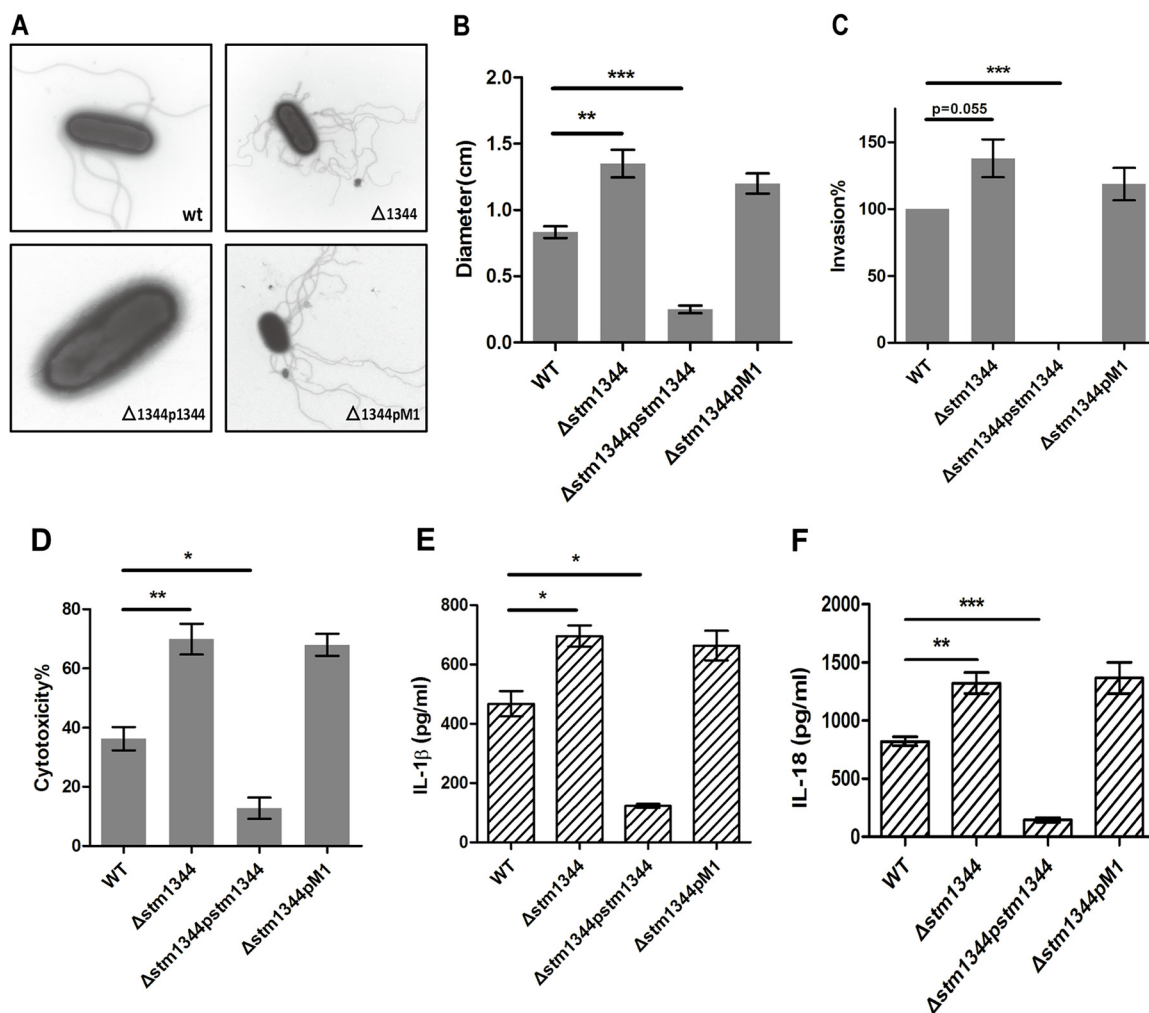 A
wt
△1344
△1344p1344
△1344pM1
B
Diameter(cm)
2.0
1.5
1.0
0.5
0.0
***
**
WT
Δstm1344
Δstm1344pstm1344
Δstm1344pM1
C
Invasion%
150
100
50
0
***
p=0.055
WT
Δstm1344
Δstm1344pstm1344
Δstm1344pM1
D
Cytotoxicity%
80
60
40
20
0
*
**
WT
Δstm1344
Δstm1344pstm1344
Δstm1344pM1
E
IL-1β (pg/ml)
800
600
400
200
0
*
*
WT
Δstm1344
Δstm1344pstm1344
Δstm1344pM1
F
IL-18 (pg/ml)
2000
1500
1000
500
0
***
**
WT
Δstm1344
Δstm1344pstm1344
Δstm1344pM1